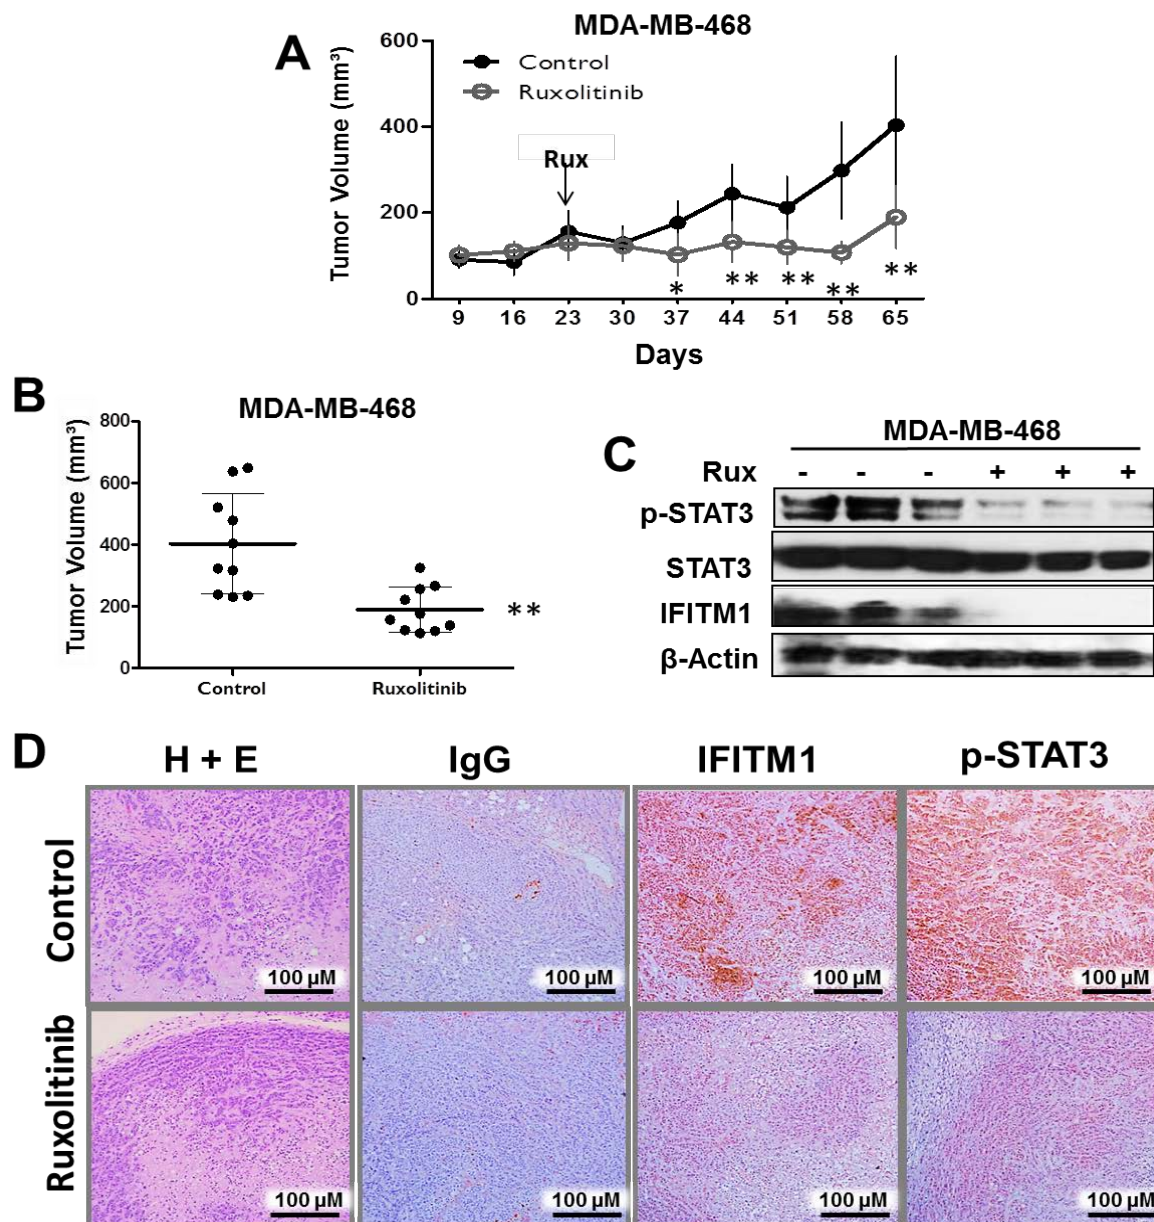 A
MDA-MB-468
Tumor Volume (mm³)
600
400
200
0
Control
Ruxolitinib
Rux
* ** ** ** **
9 16 23 30 37 44 51 58 65
Days
B
MDA-MB-468
Tumor Volume (mm³)
800
600
400
200
0
**
Control Ruxolitinib
C
MDA-MB-468
Rux - - - + + +
p-STAT3
STAT3
IFITM1
β-Actin
D
H + E IgG IFITM1 p-STAT3
Control
100 µM 100 µM 100 µM 100 µM
Ruxolitinib
100 µM 100 µM 100 µM 100 µM